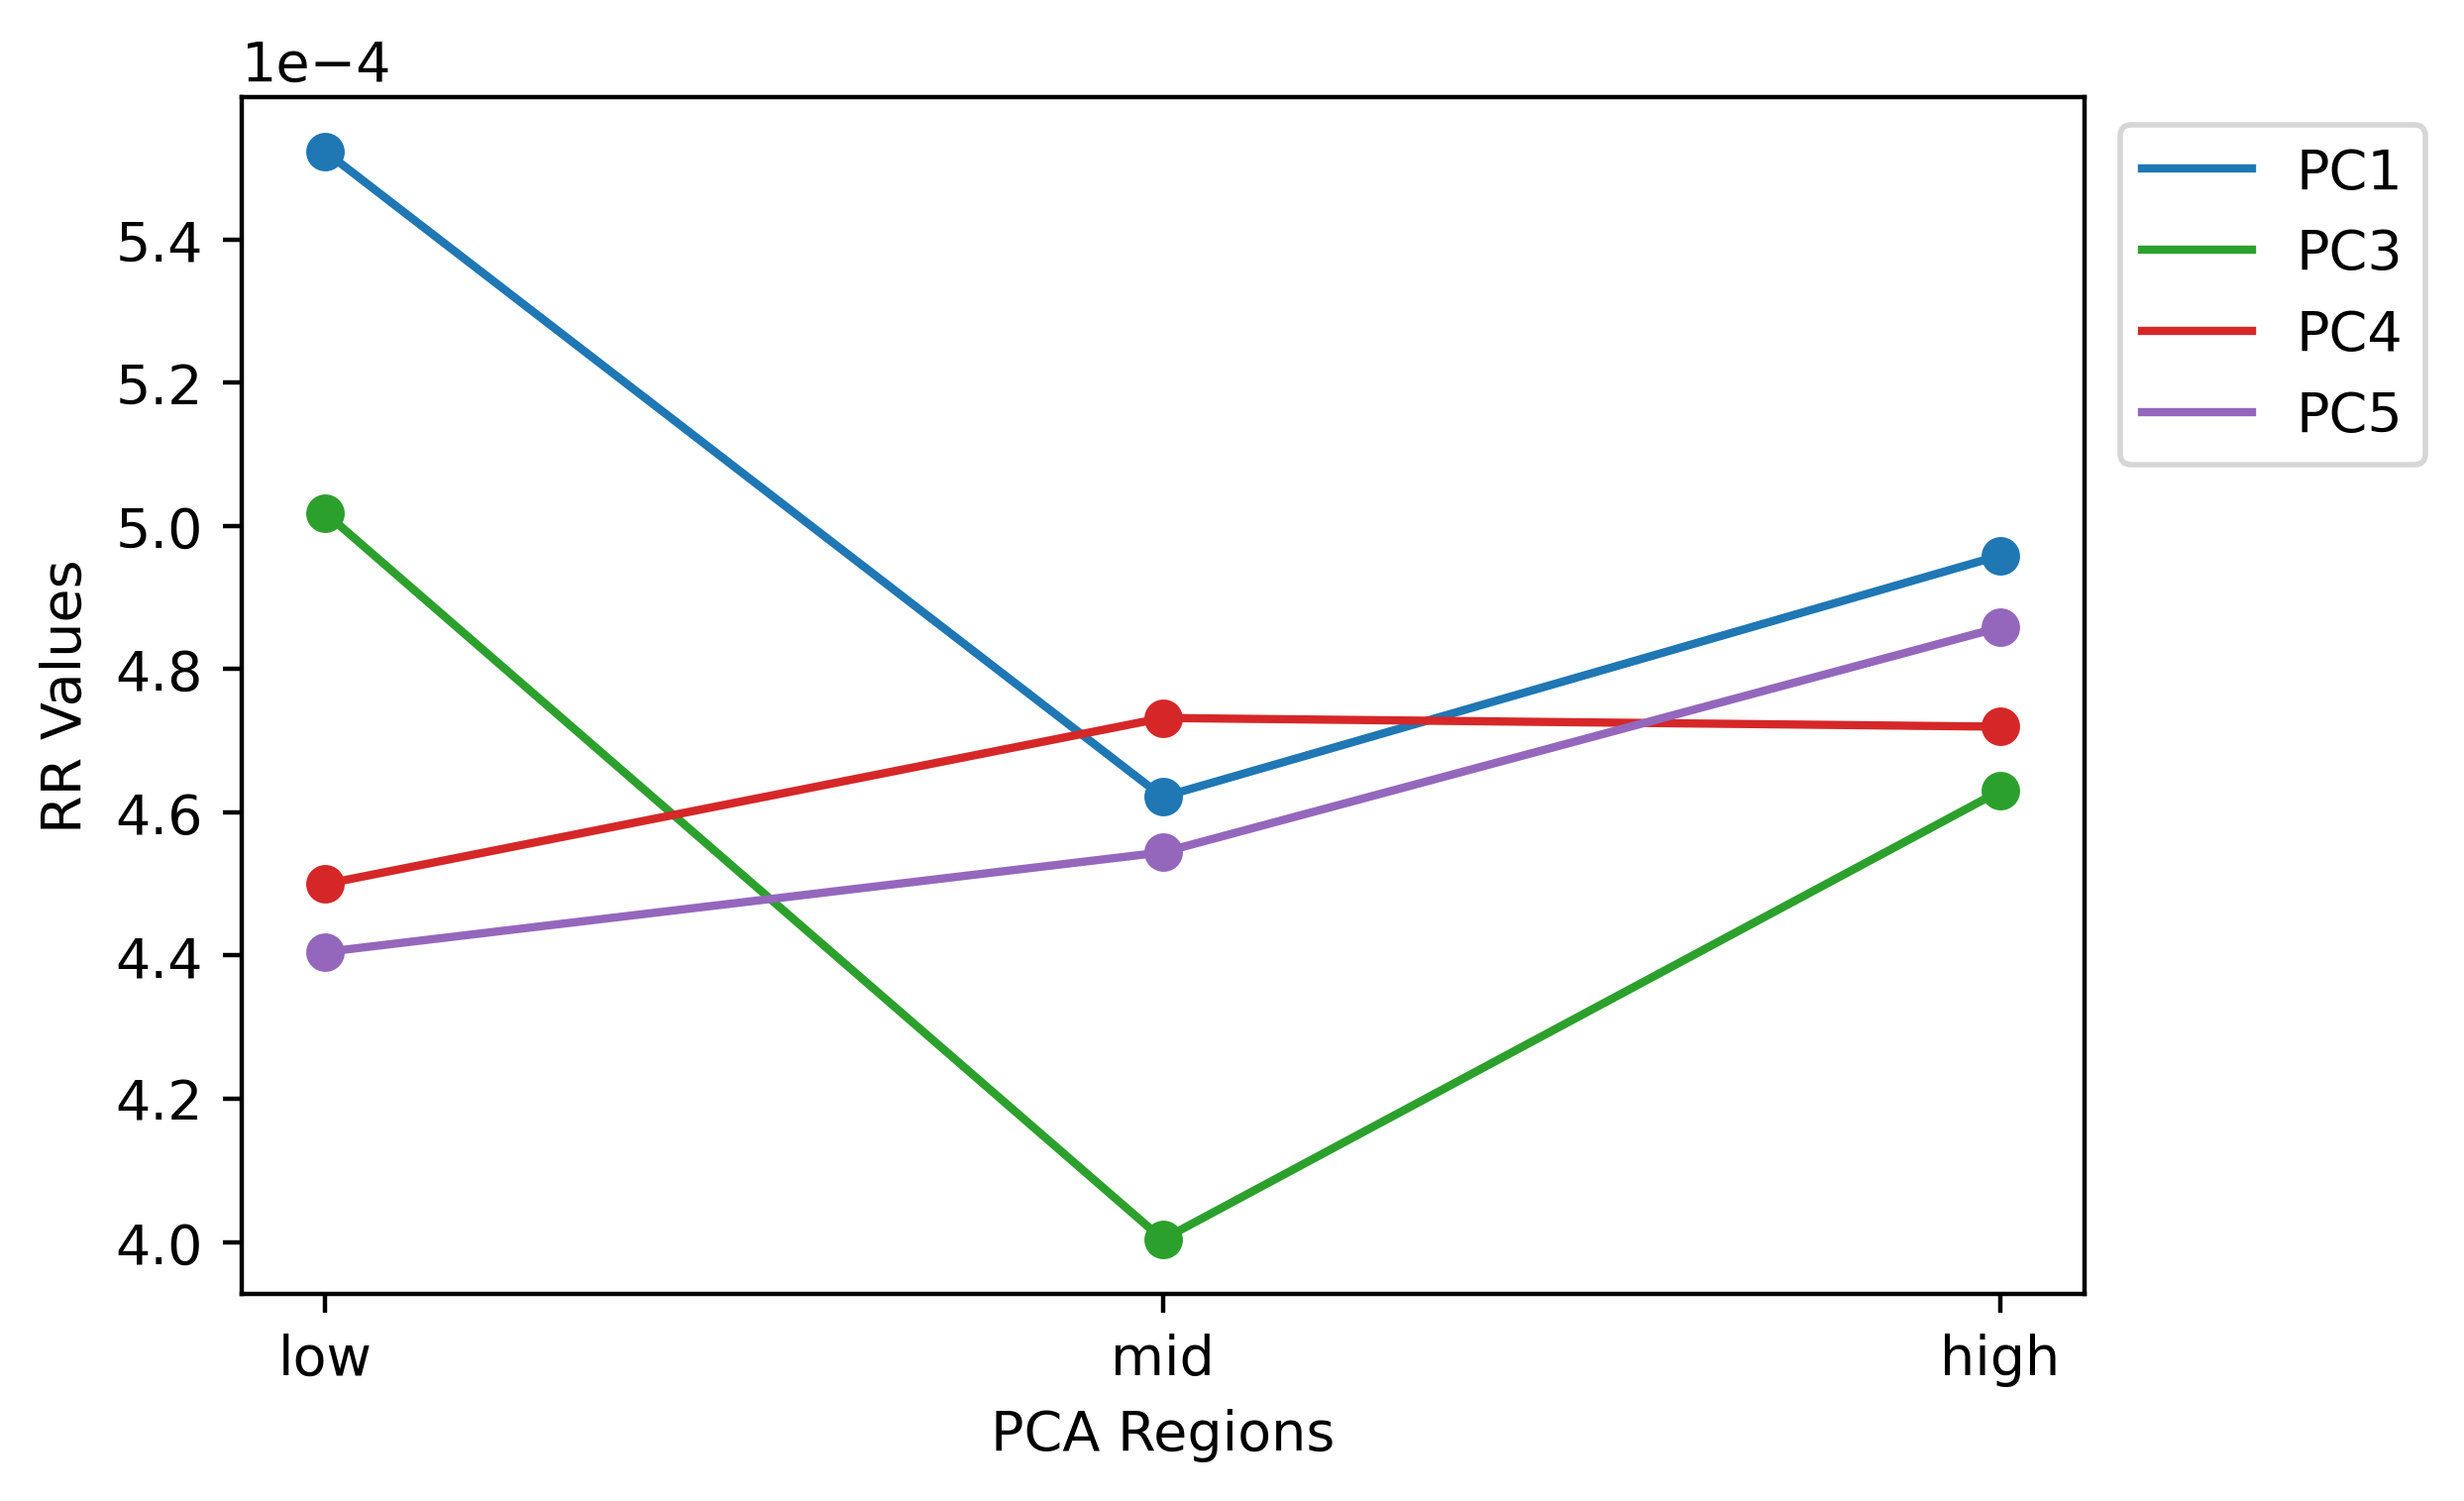 1e−4
5.4
5.2
5.0
4.8
4.6
4.4
4.2
4.0
RR Values
low mid high
PCA Regions
PC1
PC3
PC4
PC5